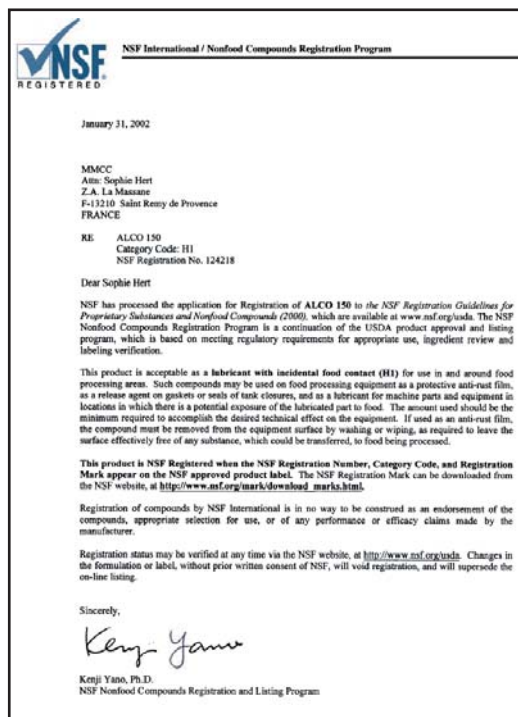 NSF
REGISTERED
NSF International / Nonfood Compounds Registration Program
January 31, 2002
MMCC
Attn: Sophie Hert
Z.A. La Massane
F-13210 Saint Remy de Provence
FRANCE
RE ALCO 150
Category Code: H1
NSF Registration No. 124218
Dear Sophie Hert
NSF has processed the application for Registration of ALCO 150 to the NSF Registration Guidelines for
Proprietary Substances and Nonfood Compounds (2000), which are available at www.nsf.org/usda. The NSF
Nonfood Compounds Registration Program is a continuation of the USDA product approval and listing
program, which is based on meeting regulatory requirements for appropriate use, ingredient review and
labeling verification.
This product is acceptable as a lubricant with incidental food contact (H1) for use in and around food
processing areas. Such compounds may be used on food processing equipment as a protective anti-rust film,
as a release agent on gaskets or seals of tank closures, and as a lubricant for machine parts and equipment in
locations in which there is a potential exposure of the lubricated part to food. The amount used should be the
minimum required to accomplish the desired technical effect on the equipment. If used as an anti-rust film,
the compound must be removed from the equipment surface by washing or wiping, as required to leave the
surface effectively free of any substance, which could be transferred, to food being processed.
This product is NSF Registered when the NSF Registration Number, Category Code, and Registration
Mark appear on the NSF approved product label. The NSF Registration Mark can be downloaded from
the NSF website, at http://www.nsf.org/mark/download_marks.html.
Registration of compounds by NSF International is in no way to be construed as an endorsement of the
compounds, appropriate selection for use, or of any performance or efficacy claims made by the
manufacturer.
Registration status may be verified at any time via the NSF website, at http://www.nsf.org/usda. Changes in
the formulation or label, without prior written consent of NSF, will void registration, and will supersede the
on-line listing.
Sincerely,
Kenji Yano
Kenji Yano, Ph.D.
NSF Nonfood Compounds Registration and Listing Program